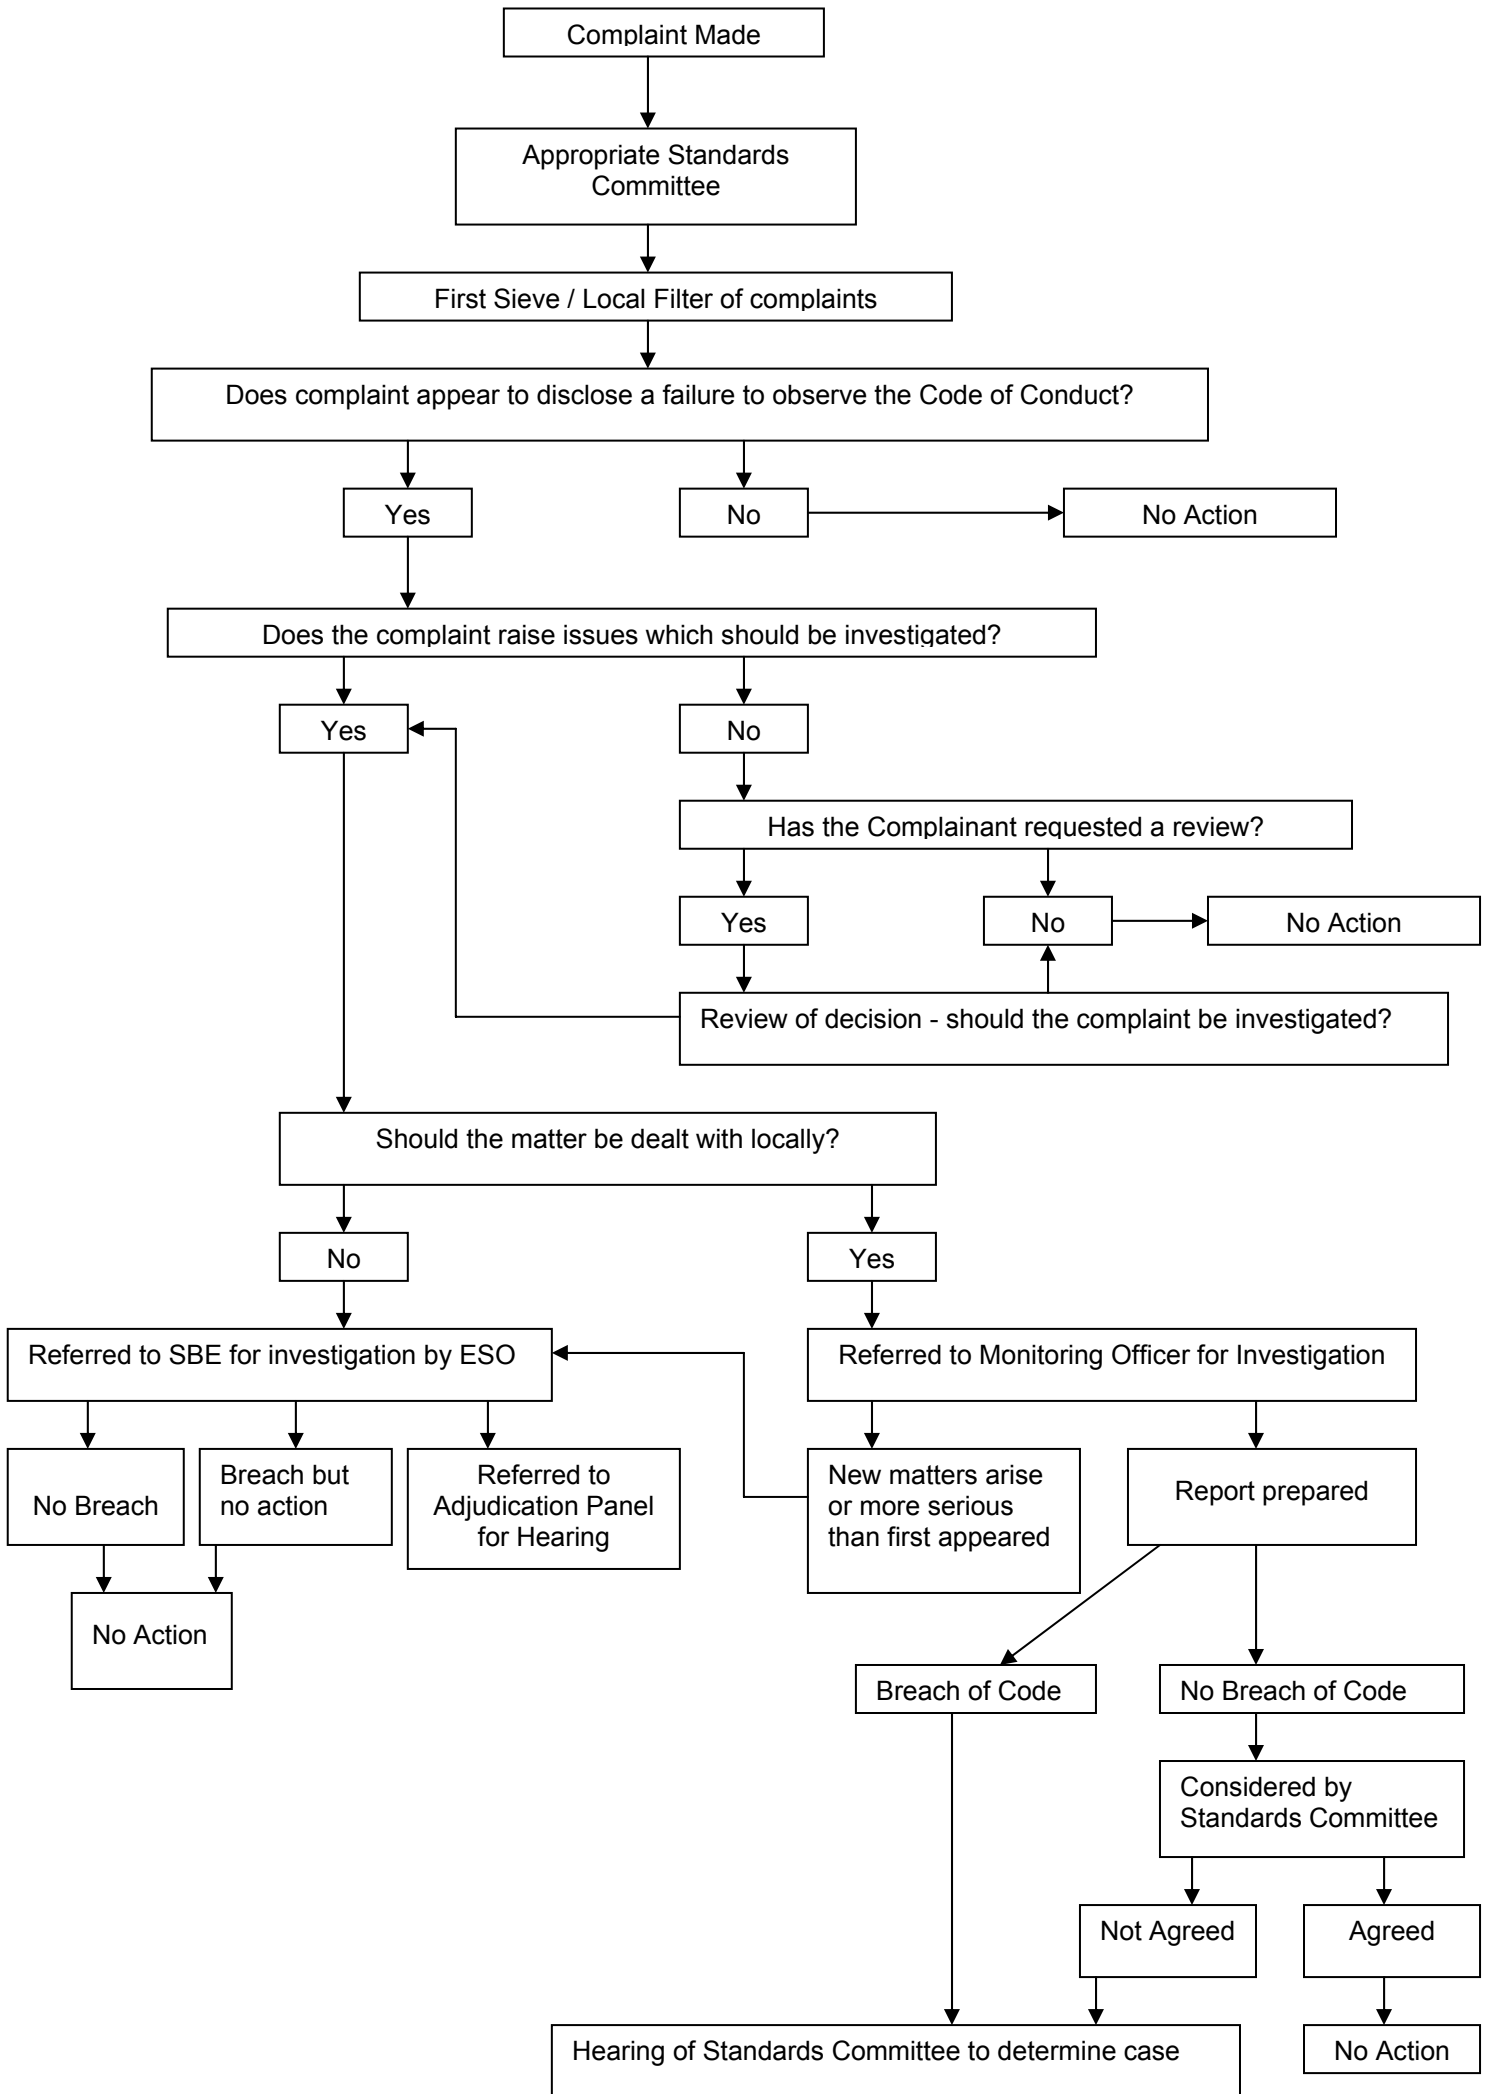 Complaint Made
Appropriate Standards
Committee
First Sieve / Local Filter of complaints
Does complaint appear to disclose a failure to observe the Code of Conduct?
Yes
No
No Action
Does the complaint raise issues which should be investigated?
Yes
No
Has the Complainant requested a review?
Yes
No
No Action
Review of decision - should the complaint be investigated?
Should the matter be dealt with locally?
No
Yes
Referred to SBE for investigation by ESO
Referred to Monitoring Officer for Investigation
No Breach
Breach but
no action
Referred to
Adjudication Panel
for Hearing
New matters arise
or more serious
than first appeared
Report prepared
No Action
Breach of Code
No Breach of Code
Considered by
Standards Committee
Not Agreed
Agreed
Hearing of Standards Committee to determine case
No Action